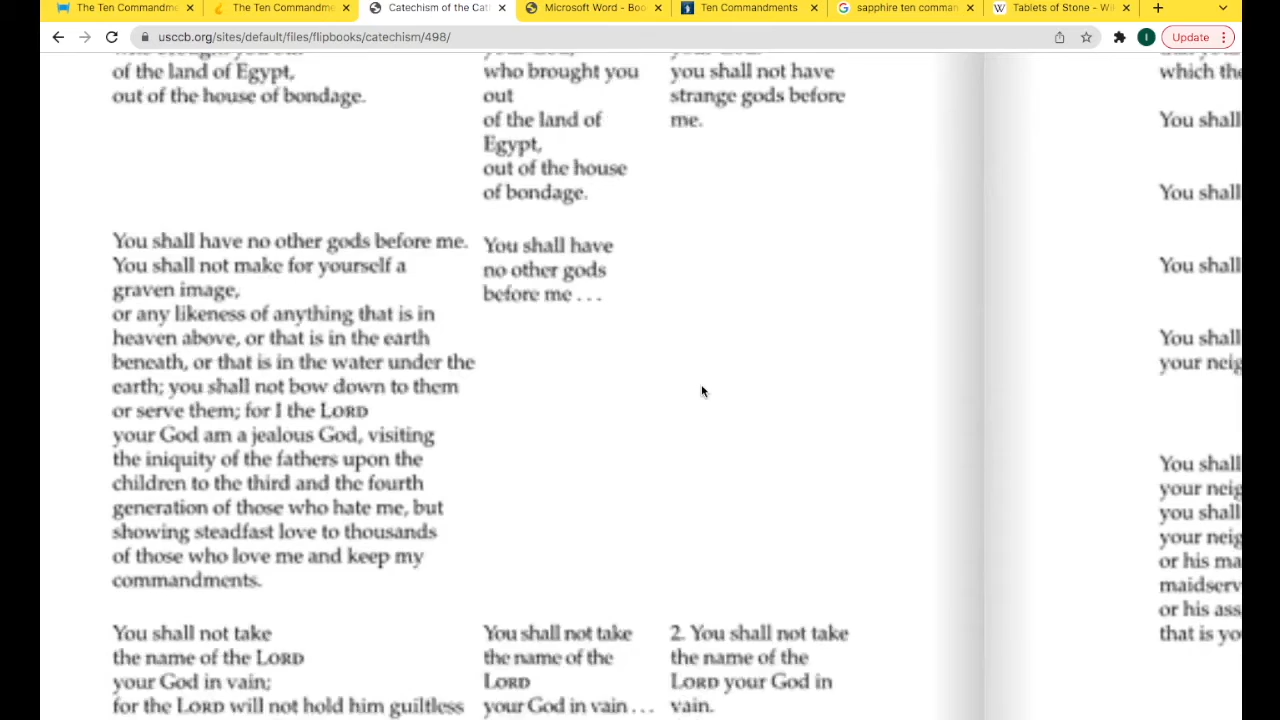 The Ten Commandme
The Ten Commandme
Catechism of the Cat
Microsoft Word - Boo
Ten Commandments
sapphire ten comman
Tablets of Stone - Wi
usccb.org/sites/default/files/flipbooks/catechism/498/
Update
of the land of Egypt,
out of the house of bondage.
You shall have no other gods before me.
You shall not make for yourself a
graven image,
or any likeness of anything that is in
heaven above, or that is in the earth
beneath, or that is in the water under the
earth; you shall not bow down to them
or serve them; for I the LORD
your God am a jealous God, visiting
the iniquity of the fathers upon the
children to the third and the fourth
generation of those who hate me, but
showing steadfast love to thousands
of those who love me and keep my
commandments.
You shall not take
the name of the LORD
your God in vain;
for the LORD will not hold him guiltless
who brought you
out
of the land of
Egypt,
out of the house
of bondage.
You shall have
no other gods
before me . . .
You shall not take
the name of the
LORD
your God in vain . . .
you shall not have
strange gods before
me.
2. You shall not take
the name of the
LORD your God in
vain.
which the
You shall
You shall
You shall
You shall
your neig
You shall
your neig
you shall
your neig
or his ma
maidserv
or his ass
that is yo